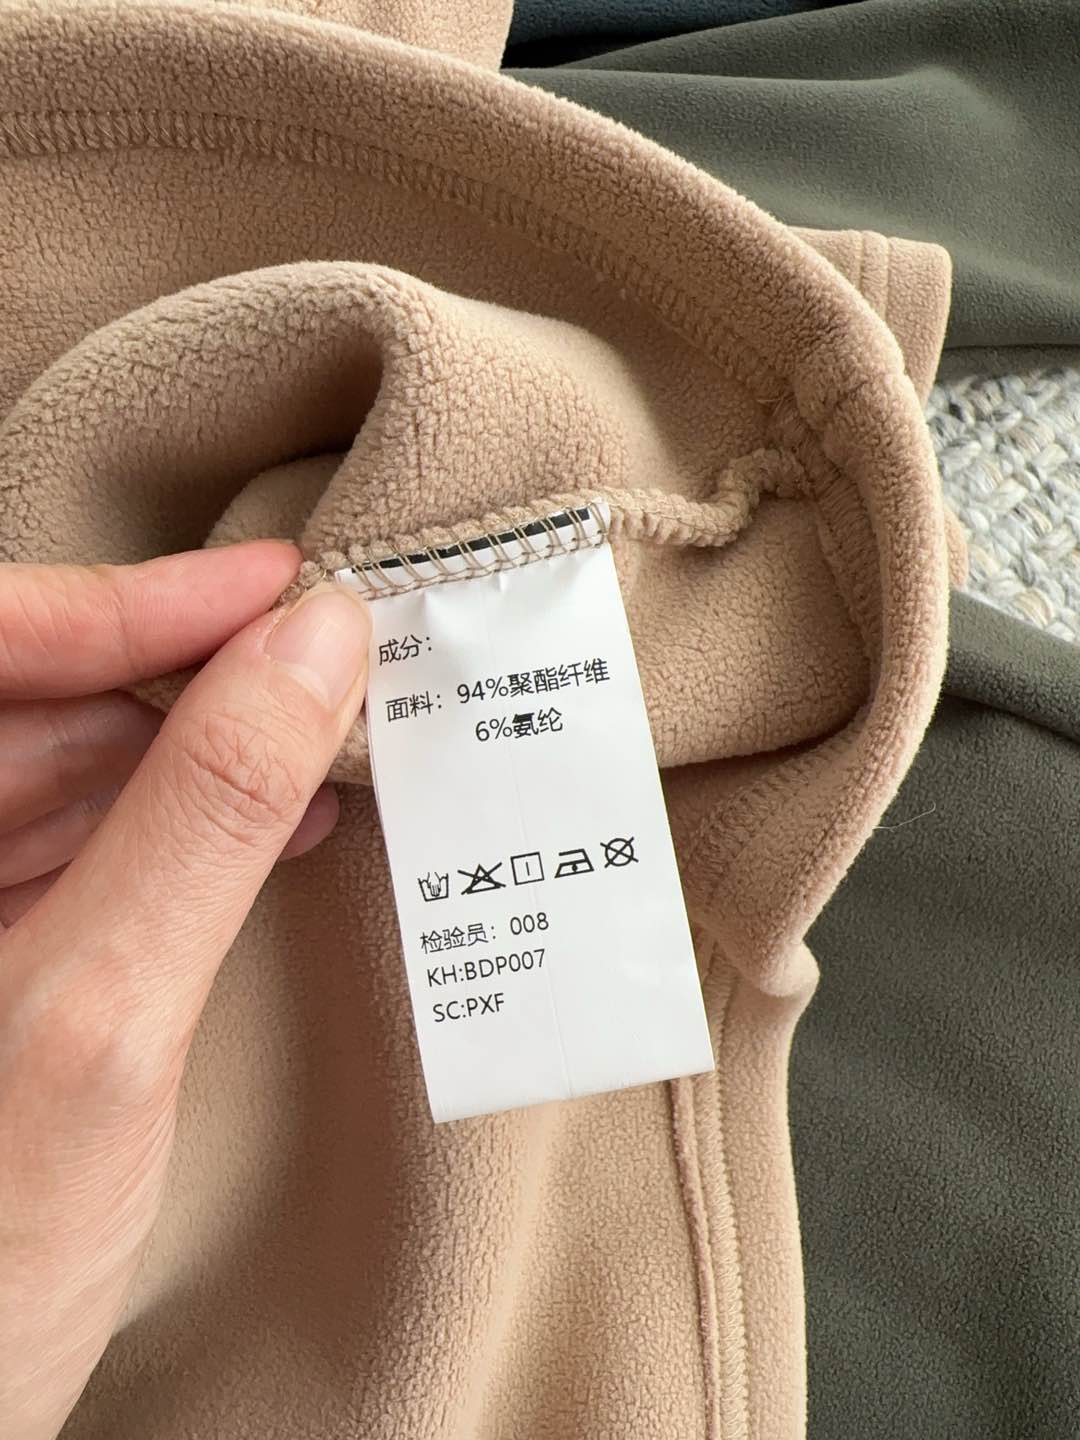 成分：
面料：94%聚酯纤维
6%氨纶
检验员：008
KH:BDP007
SC:PXF